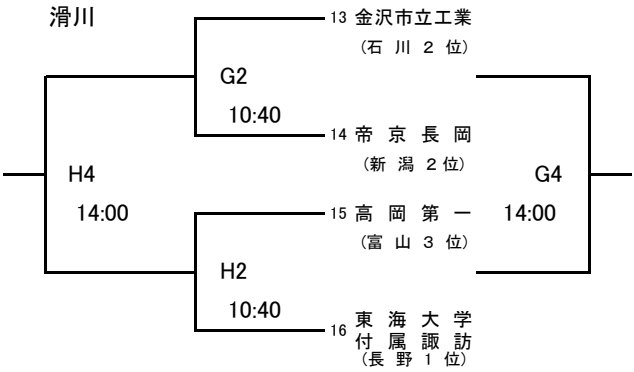 滑川
13 金沢市立工業
(石川2位)
G2
10:40
14 帝京長岡
(新潟2位)
H4
14:00
G4
14:00
15 高岡第一
(富山3位)
H2
10:40
16 東海大学
付属諏訪
(長野1位)